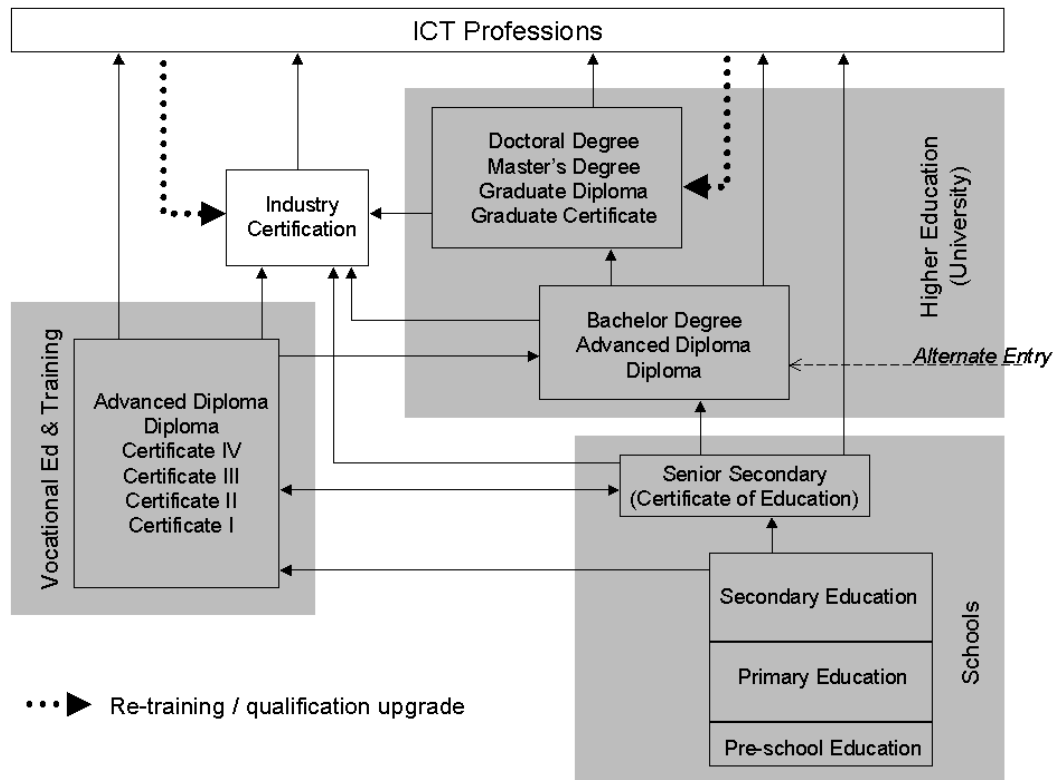 ICT Professions
Doctoral Degree
Master's Degree
Graduate Diploma
Graduate Certificate
Industry
Certification
Higher Education
(University)
Bachelor Degree
Advanced Diploma
Diploma
Alternate Entry
Vocational Ed & Training
Advanced Diploma
Diploma
Certificate IV
Certificate III
Certificate II
Certificate I
Senior Secondary
(Certificate of Education)
Schools
Secondary Education
Primary Education
Pre-school Education
Re-training / qualification upgrade